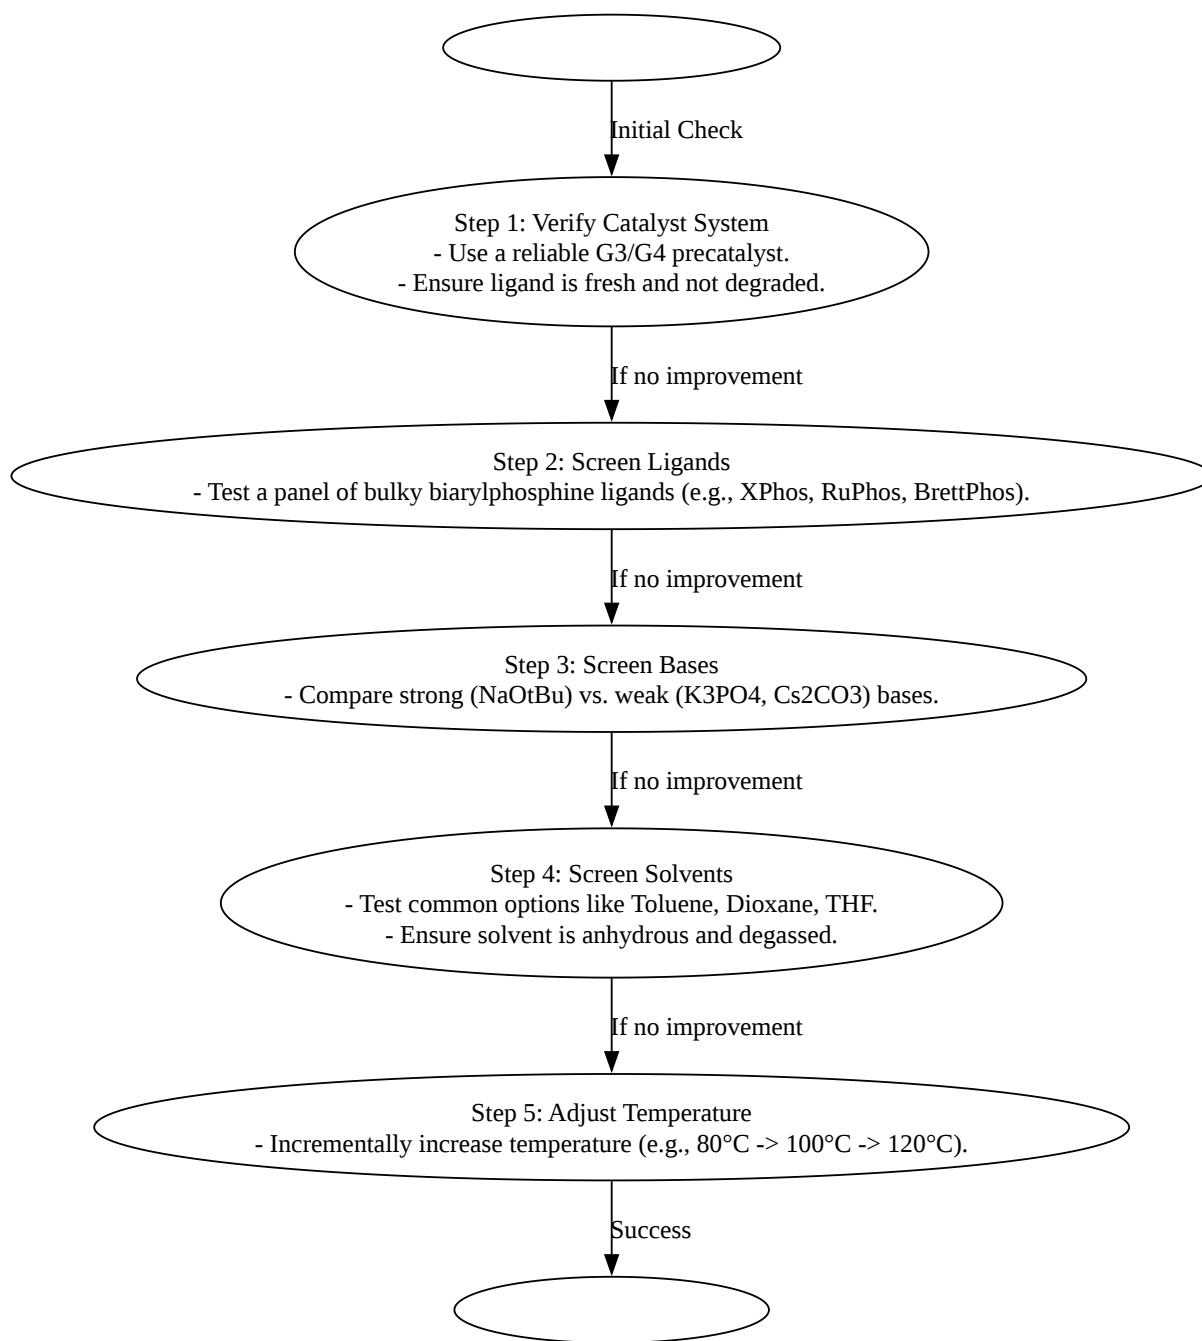 Initial Check
Step 1: Verify Catalyst System
- Use a reliable G3/G4 precatalyst.
- Ensure ligand is fresh and not degraded.
If no improvement
Step 2: Screen Ligands
- Test a panel of bulky biarylphosphine ligands (e.g., XPhos, RuPhos, BrettPhos).
If no improvement
Step 3: Screen Bases
- Compare strong (NaOtBu) vs. weak (K3PO4, Cs2CO3) bases.
If no improvement
Step 4: Screen Solvents
- Test common options like Toluene, Dioxane, THF.
- Ensure solvent is anhydrous and degassed.
If no improvement
Step 5: Adjust Temperature
- Incrementally increase temperature (e.g., 80°C -> 100°C -> 120°C).
Success